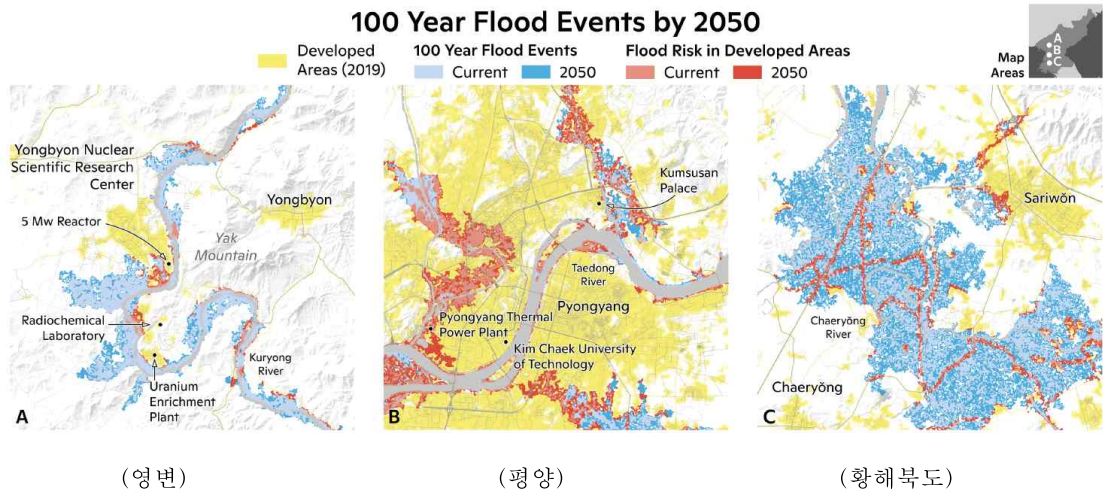 100 Year Flood Events by 2050
Developed
Areas (2019)
100 Year Flood Events
Current
2050
Flood Risk in Developed Areas
Current
2050
Map
Areas
A
B
C
Yongbyon Nuclear
Scientific Research
Center
5 Mw Reactor
Yongbyon
Yak
Mountain
Radiochemical
Laboratory
Kuryong
River
Uranium
Enrichment
Plant
A
Kumsusan
Palace
Taedong
River
Pyongyang
Pyongyang Thermal
Power Plant
Kim Chaek University
of Technology
B
Sariwŏn
Chaeryŏng
River
Chaeryŏng
C
(영변)
(평양)
(황해북도)